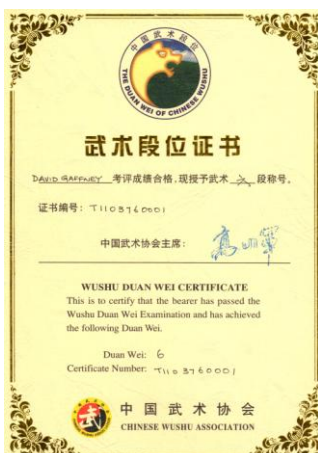 中国武术段位
THE DUAN WEI OF CHINESE WUSHU
武术段位证书
DAVID GAFFNEY 考评成绩合格,现授予武术 六 段称号。
证书编号: T1103760001
中国武术协会主席:
WUSHU DUAN WEI CERTIFICATE
This is to certify that the bearer has passed the
Wushu Duan Wei Examination and has achieved
the following Duan Wei.
Duan Wei: 6
Certificate Number: T1103760001
武
中国武术协会
CHINESE WUSHU ASSOCIATION